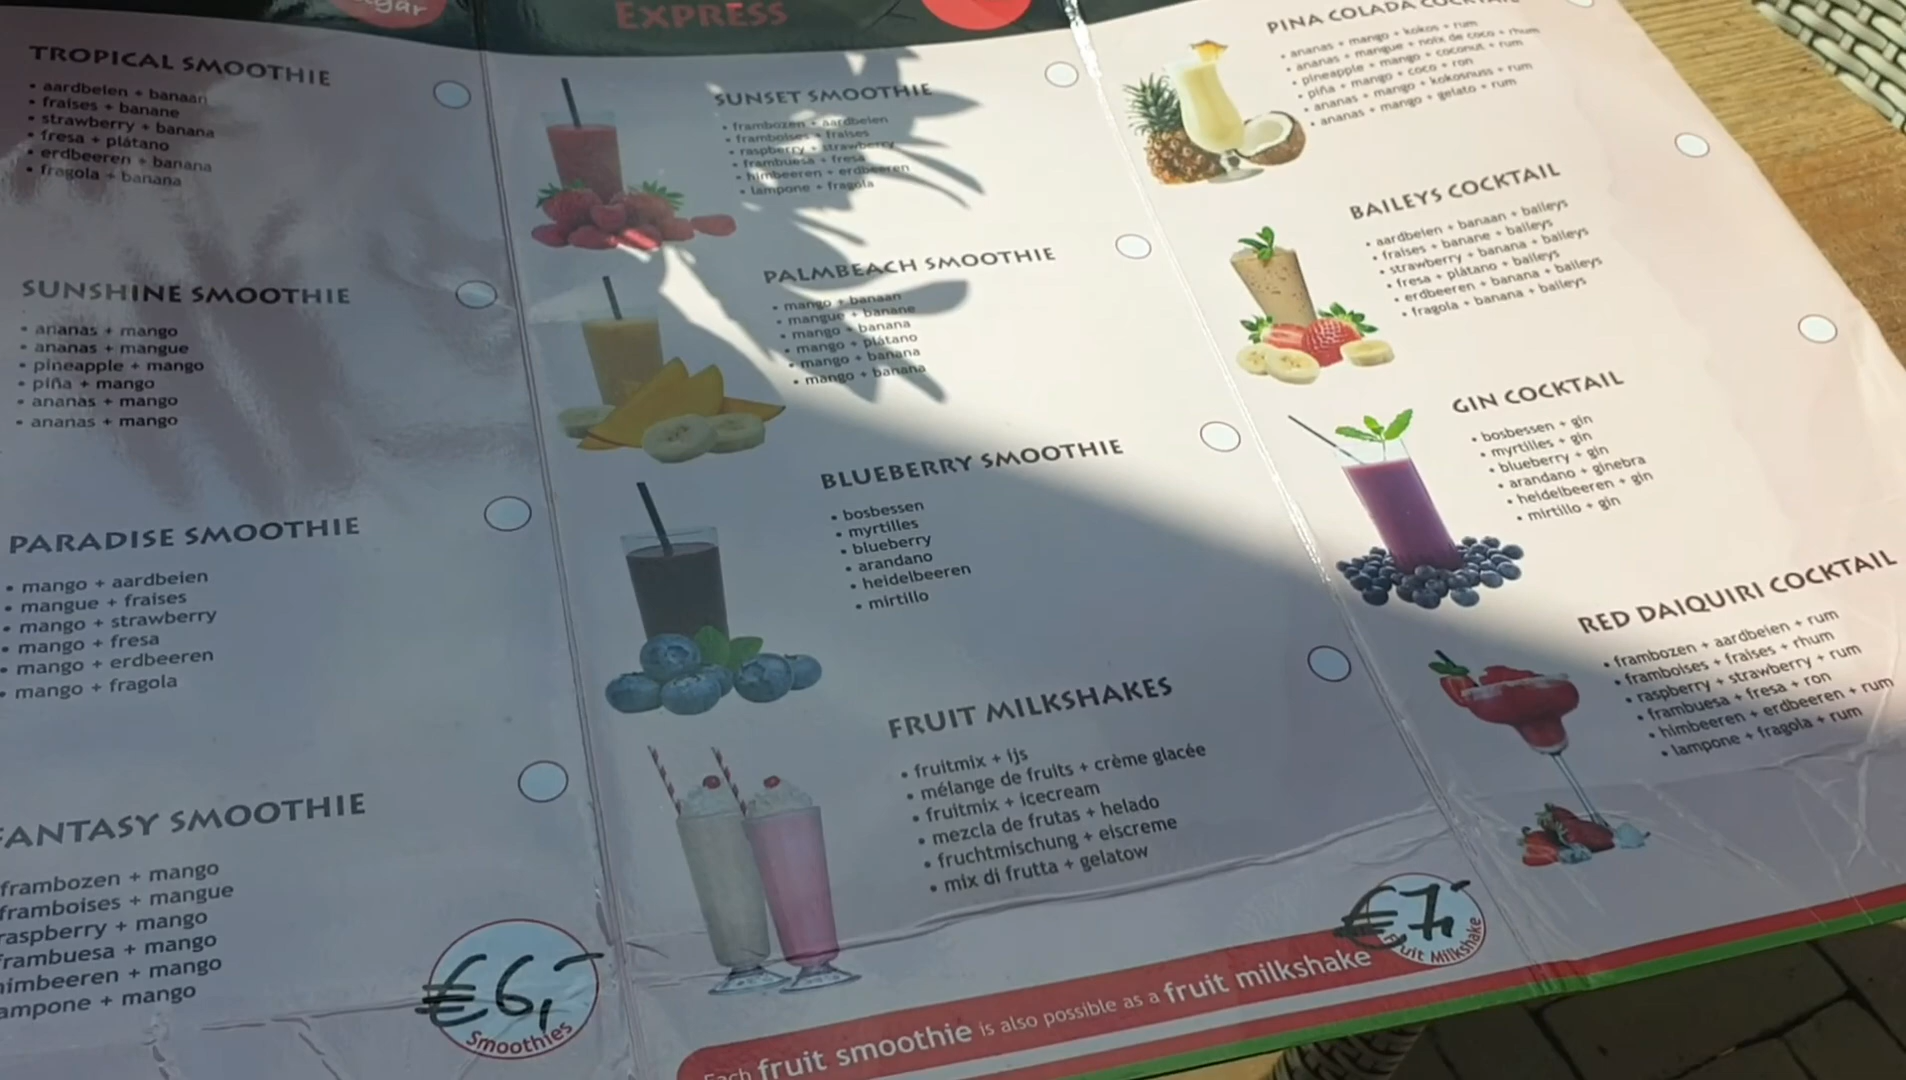 EXPRESS
TROPICAL SMOOTHIE
• aardbeien + banaan
• fraises + banane
• strawberry + banana
• fresa + plátano
• erdbeeren + banana
• fragola + banana
SUNSHINE SMOOTHIE
• ananas + mango
• ananas + mangue
• pineapple + mango
• piña + mango
• ananas + mango
• ananas + mango
PARADISE SMOOTHIE
• mango + aardbeien
• mangue + fraises
• mango + strawberry
• mango + fresa
• mango + erdbeeren
• mango + fragola
FANTASY SMOOTHIE
frambozen + mango
framboises + mangue
raspberry + mango
frambuesa + mango
himbeeren + mango
lampone + mango
€6,-
Smoothies
SUNSET SMOOTHIE
• frambozen + aardbeien
• framboises + fraises
• raspberry + strawberry
• frambuesa + fresa
• himbeeren + erdbeeren
• lampone + fragola
PALMBEACH SMOOTHIE
• mango + banaan
• mangue + banane
• mango + banana
• mango + plátano
• mango + banana
• mango + banana
BLUEBERRY SMOOTHIE
• bosbessen
• myrtilles
• blueberry
• arandano
• heidelbeeren
• mirtillo
FRUIT MILKSHAKES
• fruitmix + ijs
• mélange de fruits + crème glacée
• fruitmix + icecream
• mezcla de frutas + helado
• fruchtmischung + eiscreme
• mix di frutta + gelatow
€7,-
Fruit Milkshake
Each fruit smoothie is also possible as a fruit milkshake
PINA COLADA COCKTAIL
• ananas + mango + kokos + rum
• ananas + mangue + noix de coco + rhum
• pineapple + mango + coconut + rum
• piña + mango + coco + ron
• ananas + mango + kokosnuss + rum
• ananas + mango + gelato + rum
BAILEYS COCKTAIL
• aardbeien + banaan + baileys
• fraises + banane + baileys
• strawberry + banana + baileys
• fresa + plátano + baileys
• erdbeeren + banana + baileys
• fragola + banana + baileys
GIN COCKTAIL
• bosbessen + gin
• myrtilles + gin
• blueberry + gin
• arandano + ginebra
• heidelbeeren + gin
• mirtillo + gin
RED DAIQUIRI COCKTAIL
• frambozen + aardbeien + rum
• framboises + fraises + rhum
• raspberry + strawberry + rum
• frambuesa + fresa + ron
• himbeeren + erdbeeren + rum
• lampone + fragola + rum